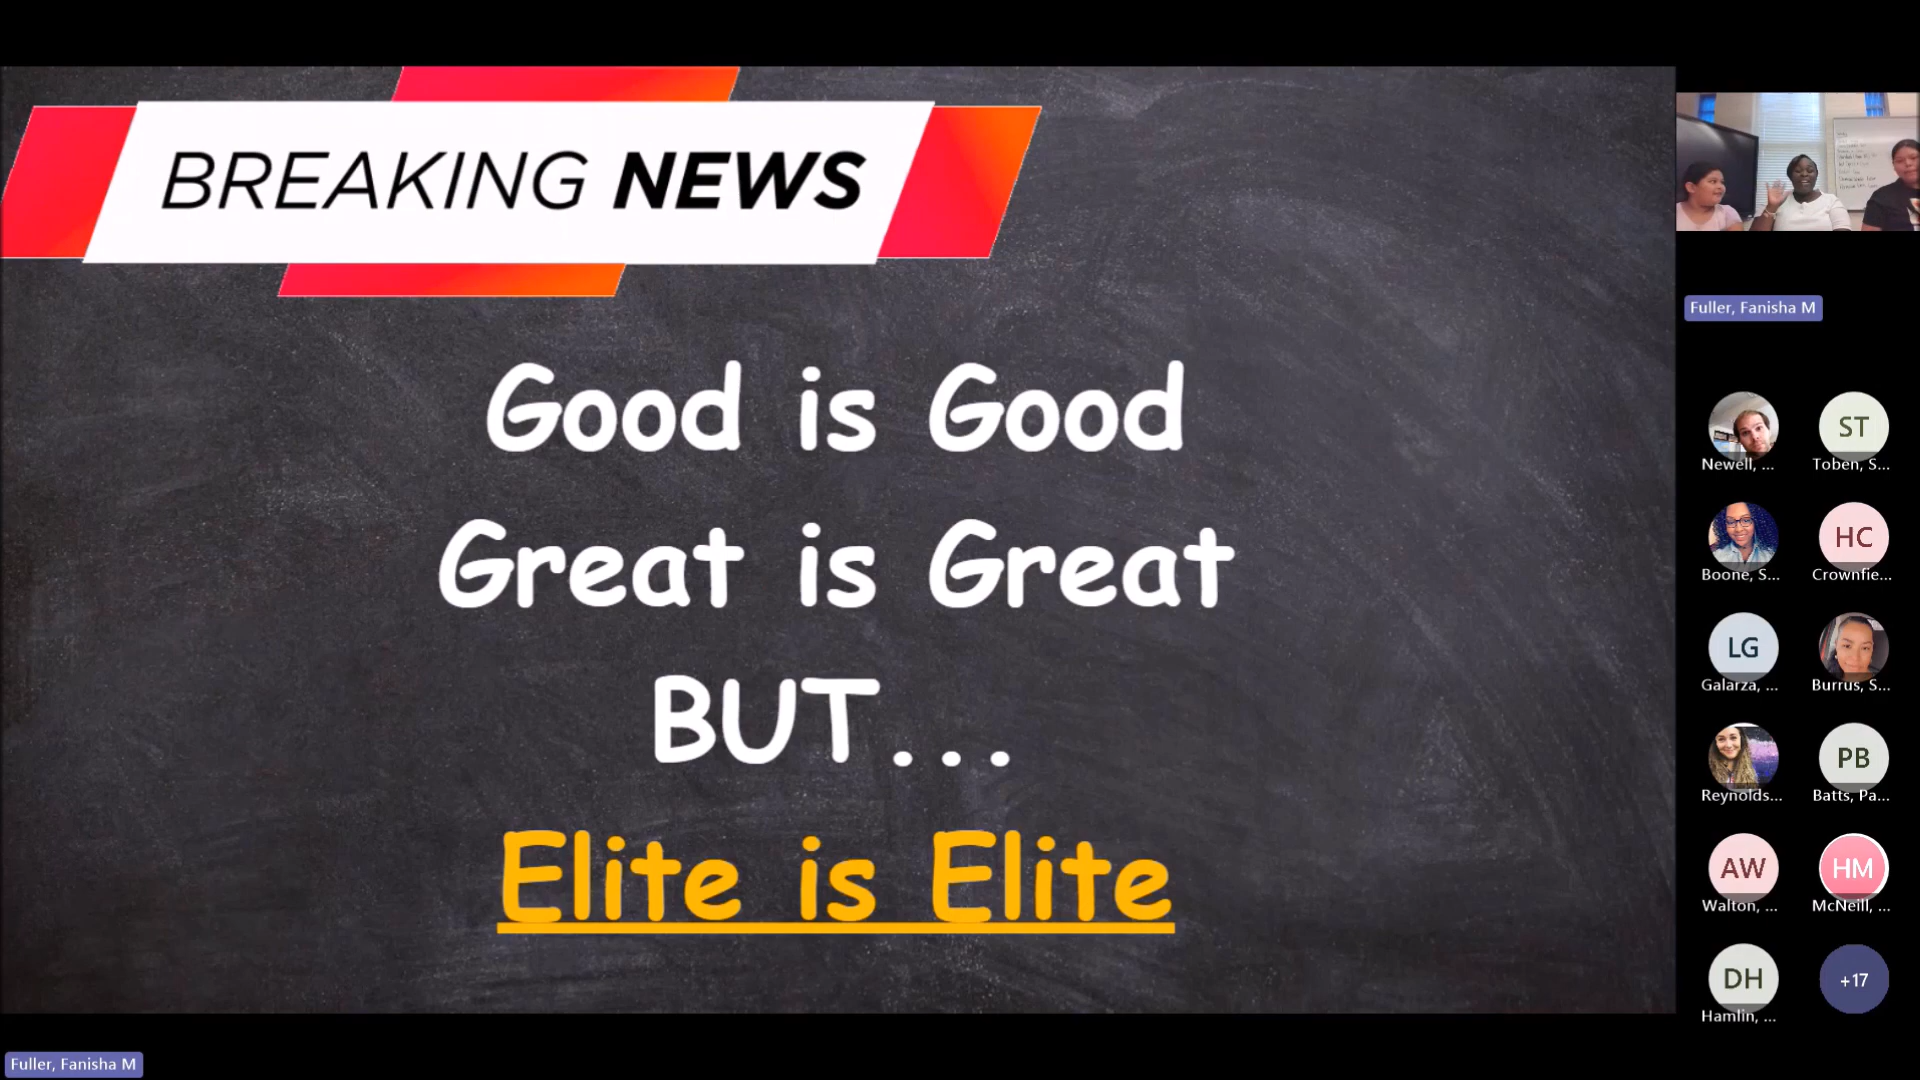 BREAKING NEWS
Good is Good
Great is Great
BUT...
Elite is Elite
Fuller, Fanisha M
Newell, ...
ST
Toben, S...
Boone, S...
HC
Crownfie...
LG
Galarza, ...
Burrus, S...
Reynolds...
PB
Batts, Pa...
AW
Walton, ...
HM
McNeill, ...
DH
Hamlin, ...
+17
Fuller, Fanisha M